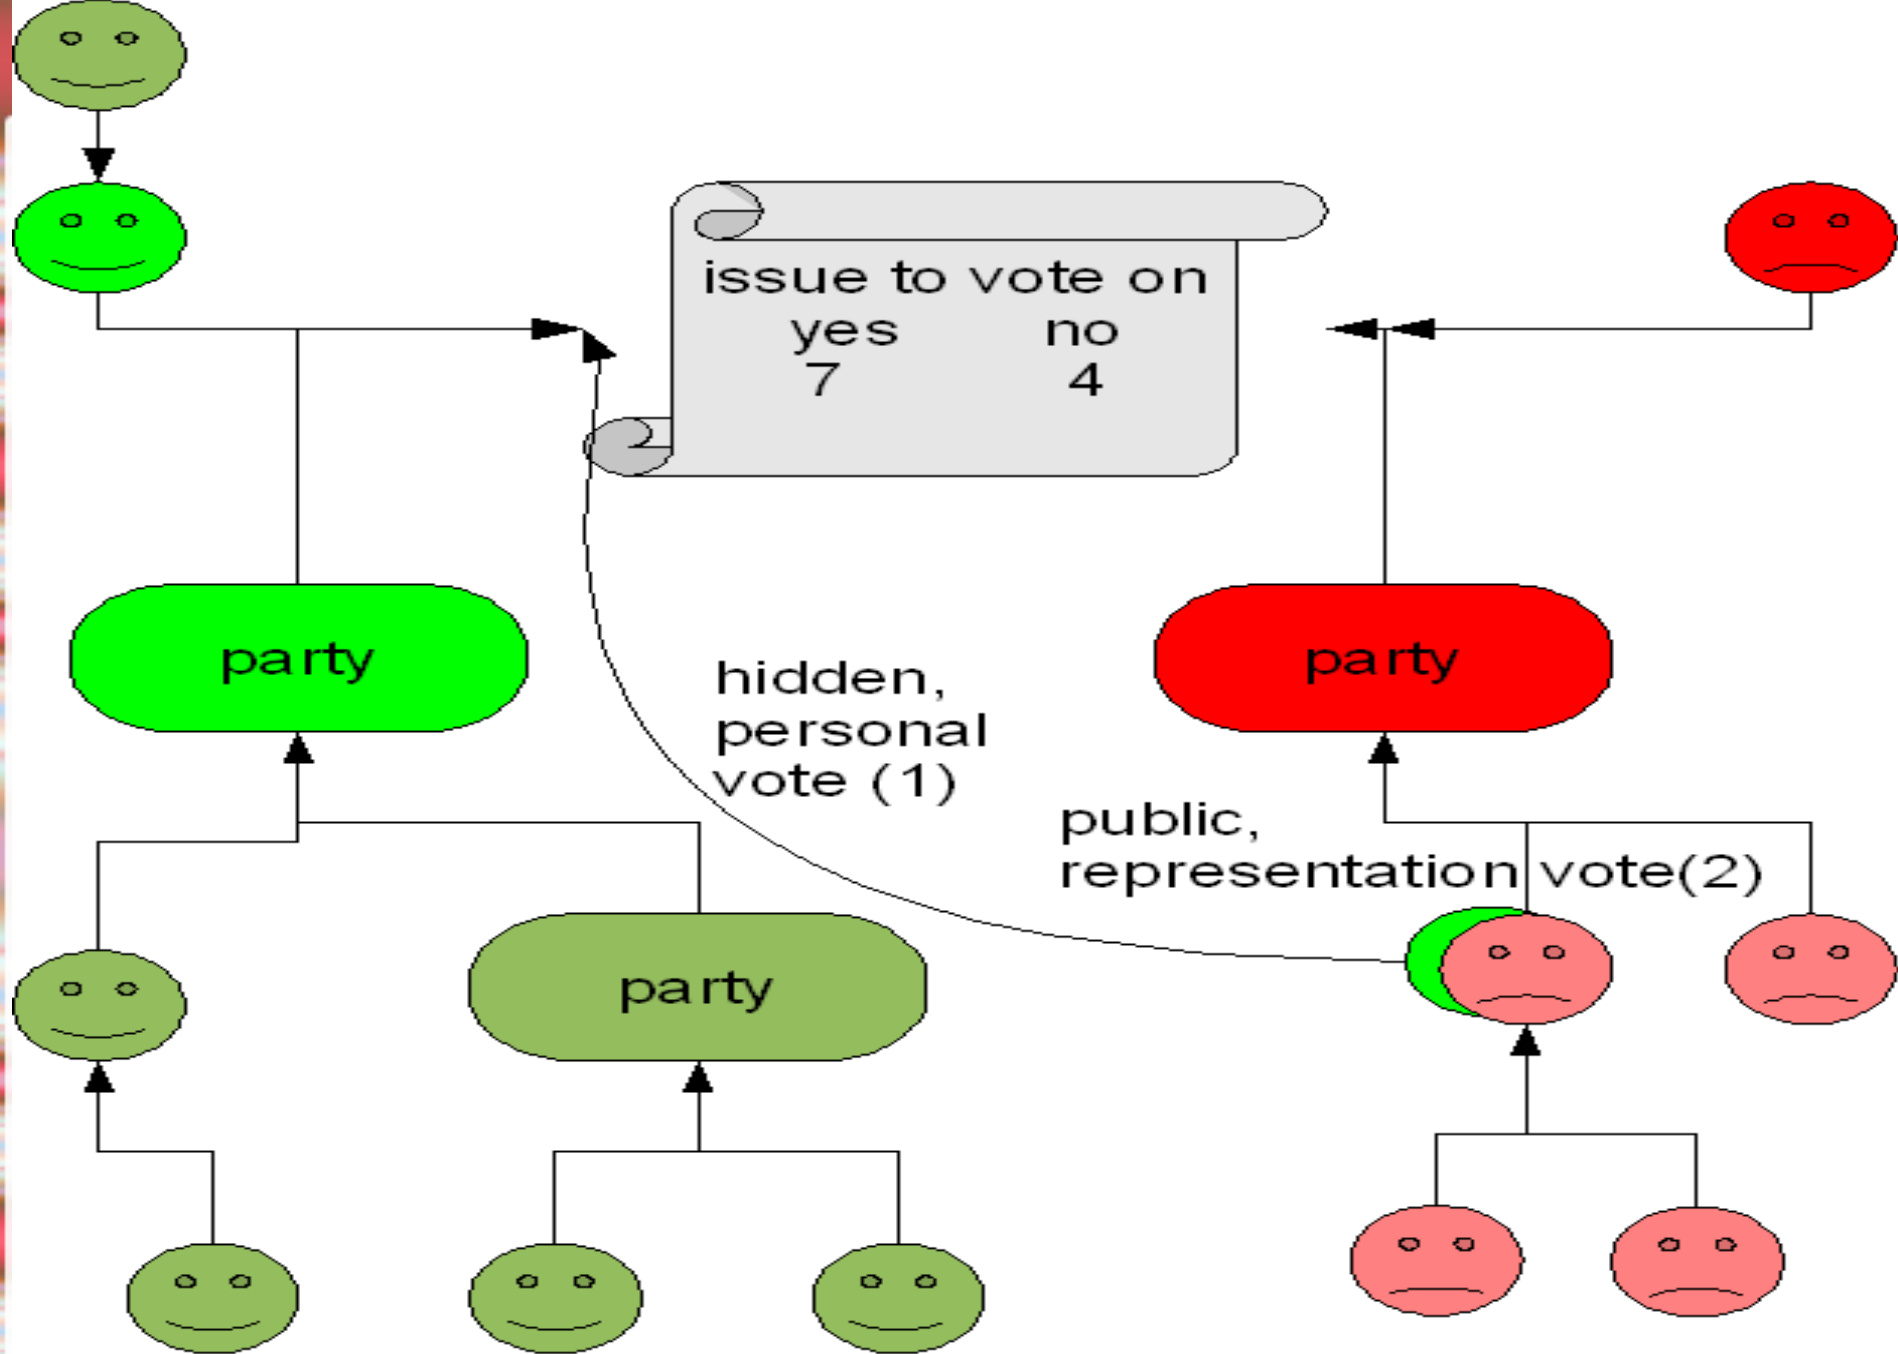 issue to vote on
yes no
7 4
party
party
hidden,
personal
vote (1)
public,
representation vote(2)
party